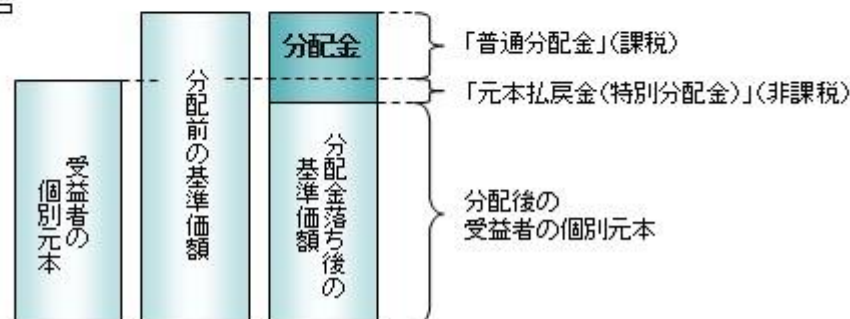 分配金
「普通分配金」(課税)
「元本払戻金(特別分配金)」(非課税)
受益者の
個別元本
分配前の基準価額
分配金落ち後の
基準価額
分配後の
受益者の個別元本